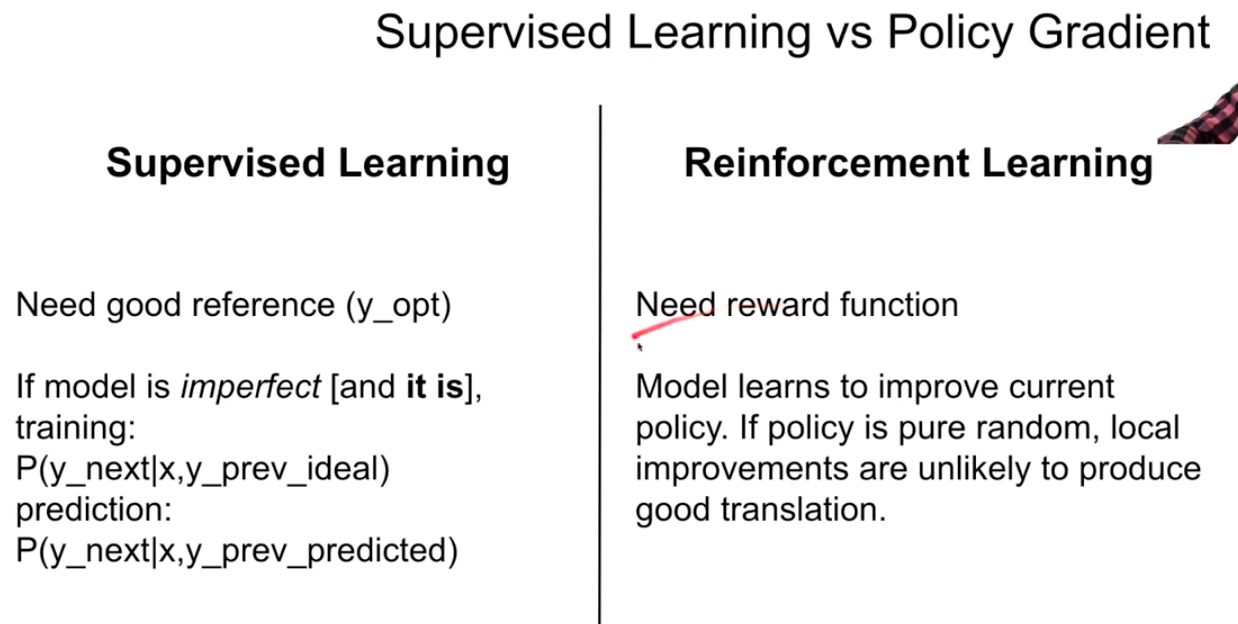 Supervised Learning vs Policy Gradient
Supervised Learning
Need good reference (y_opt)
If model is imperfect [and it is],
training:
P(y_next|x,y_prev_ideal)
prediction:
P(y_next|x,y_prev_predicted)
Reinforcement Learning
Need reward function
Model learns to improve current
policy. If policy is pure random, local
improvements are unlikely to produce
good translation.